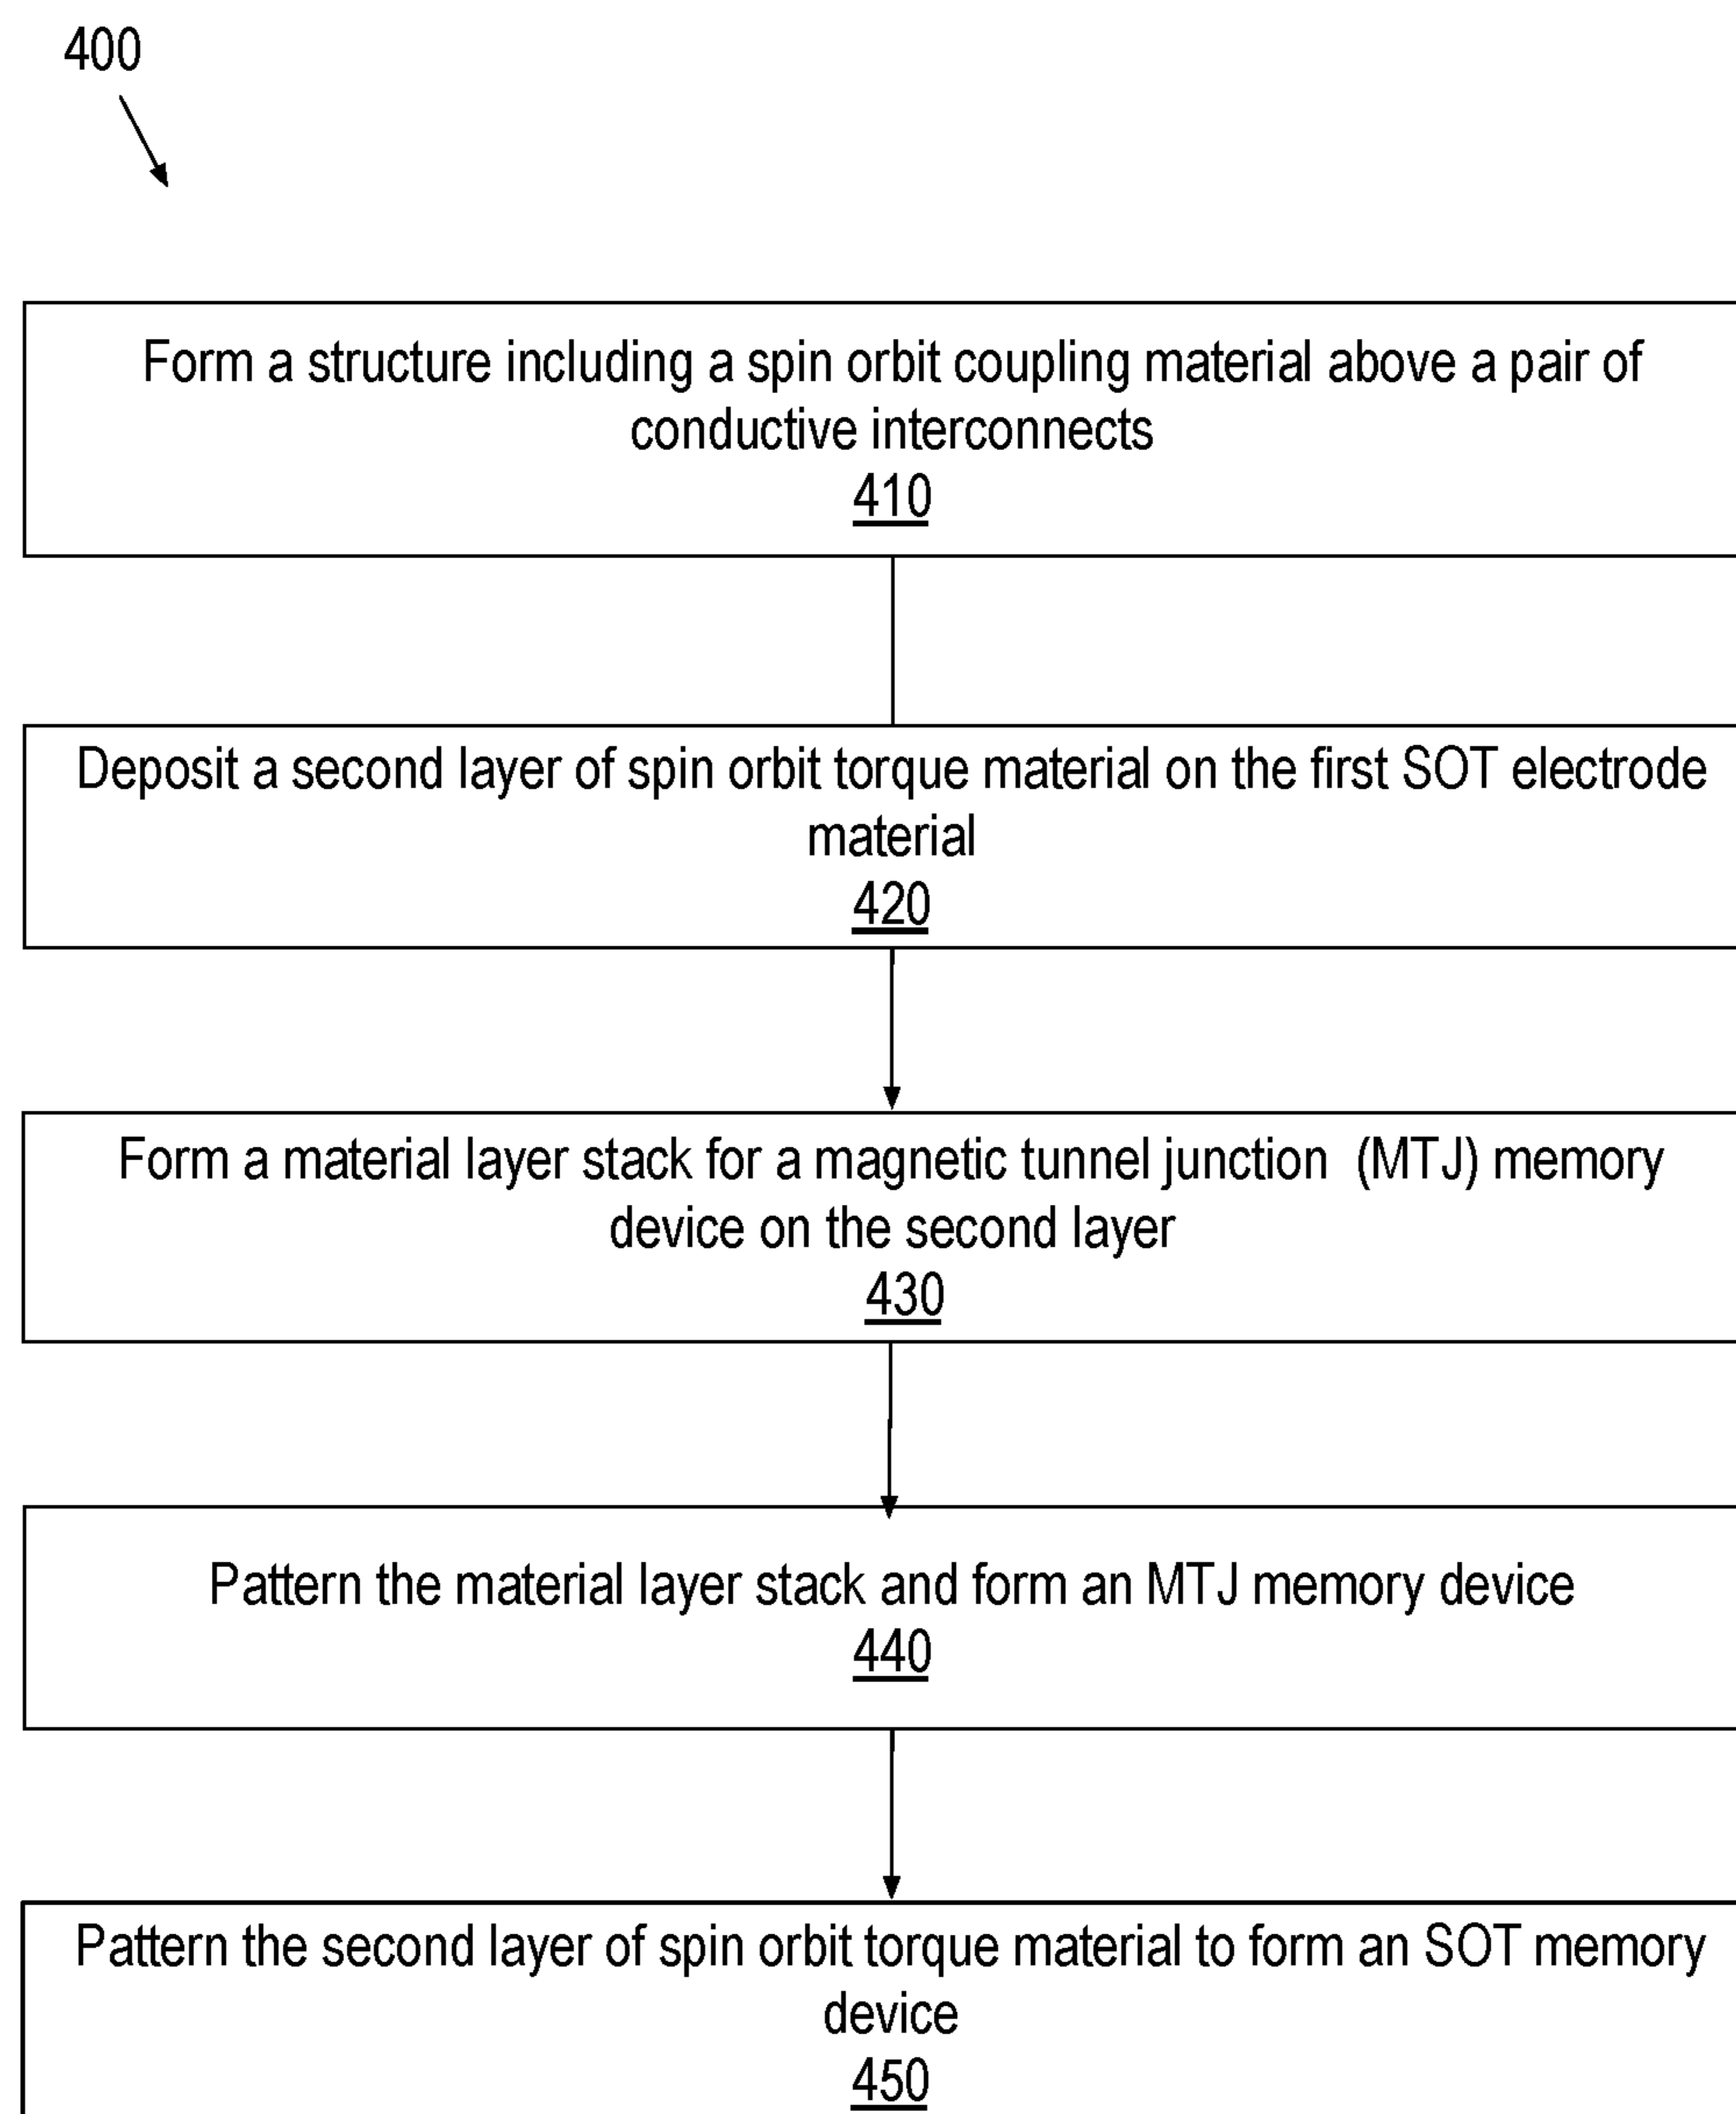 400
Form a structure including a spin orbit coupling material above a pair of
conductive interconnects
410
Deposit a second layer of spin orbit torque material on the first SOT electrode
material
420
Form a material layer stack for a magnetic tunnel junction (MTJ) memory
device on the second layer
430
Pattern the material layer stack and form an MTJ memory device
440
Pattern the second layer of spin orbit torque material to form an SOT memory
device
450